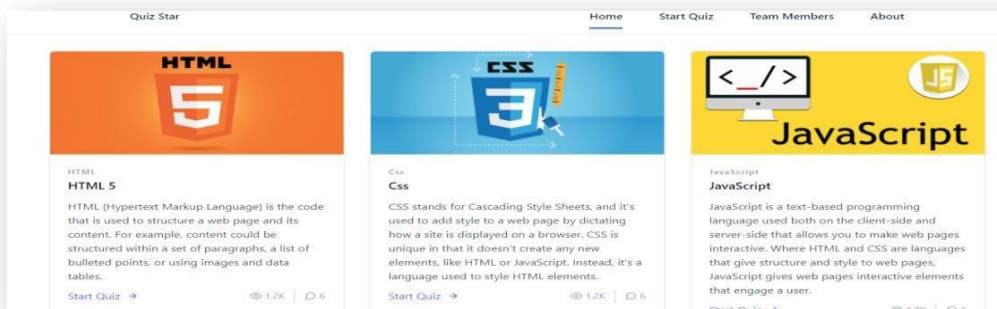 Quiz Star
Home
Start Quiz
Team Members
About
HTML
5
HTML
HTML 5
HTML (Hypertext Markup Language) is the code
that is used to structure a web page and its
content. For example, content could be
structured within a set of paragraphs, a list of
bulleted points, or using images and data
tables.
Start Quiz →
1.2K
6
CSS
3
Css
Css
CSS stands for Cascading Style Sheets, and it's
used to add style to a web page by dictating
how a site is displayed on a browser. CSS is
unique in that it doesn't create any new
elements, like HTML or JavaScript. Instead, it's a
language used to style HTML elements.
Start Quiz →
1.2K
6
<_/>
JS
JavaScript
JavaScript
JavaScript
JavaScript is a text-based programming
language used both on the client-side and
server-side that allows you to make web pages
interactive. Where HTML and CSS are languages
that give structure and style to web pages,
JavaScript gives web pages interactive elements
that engage a user.
Start Quiz →
1.2K
6